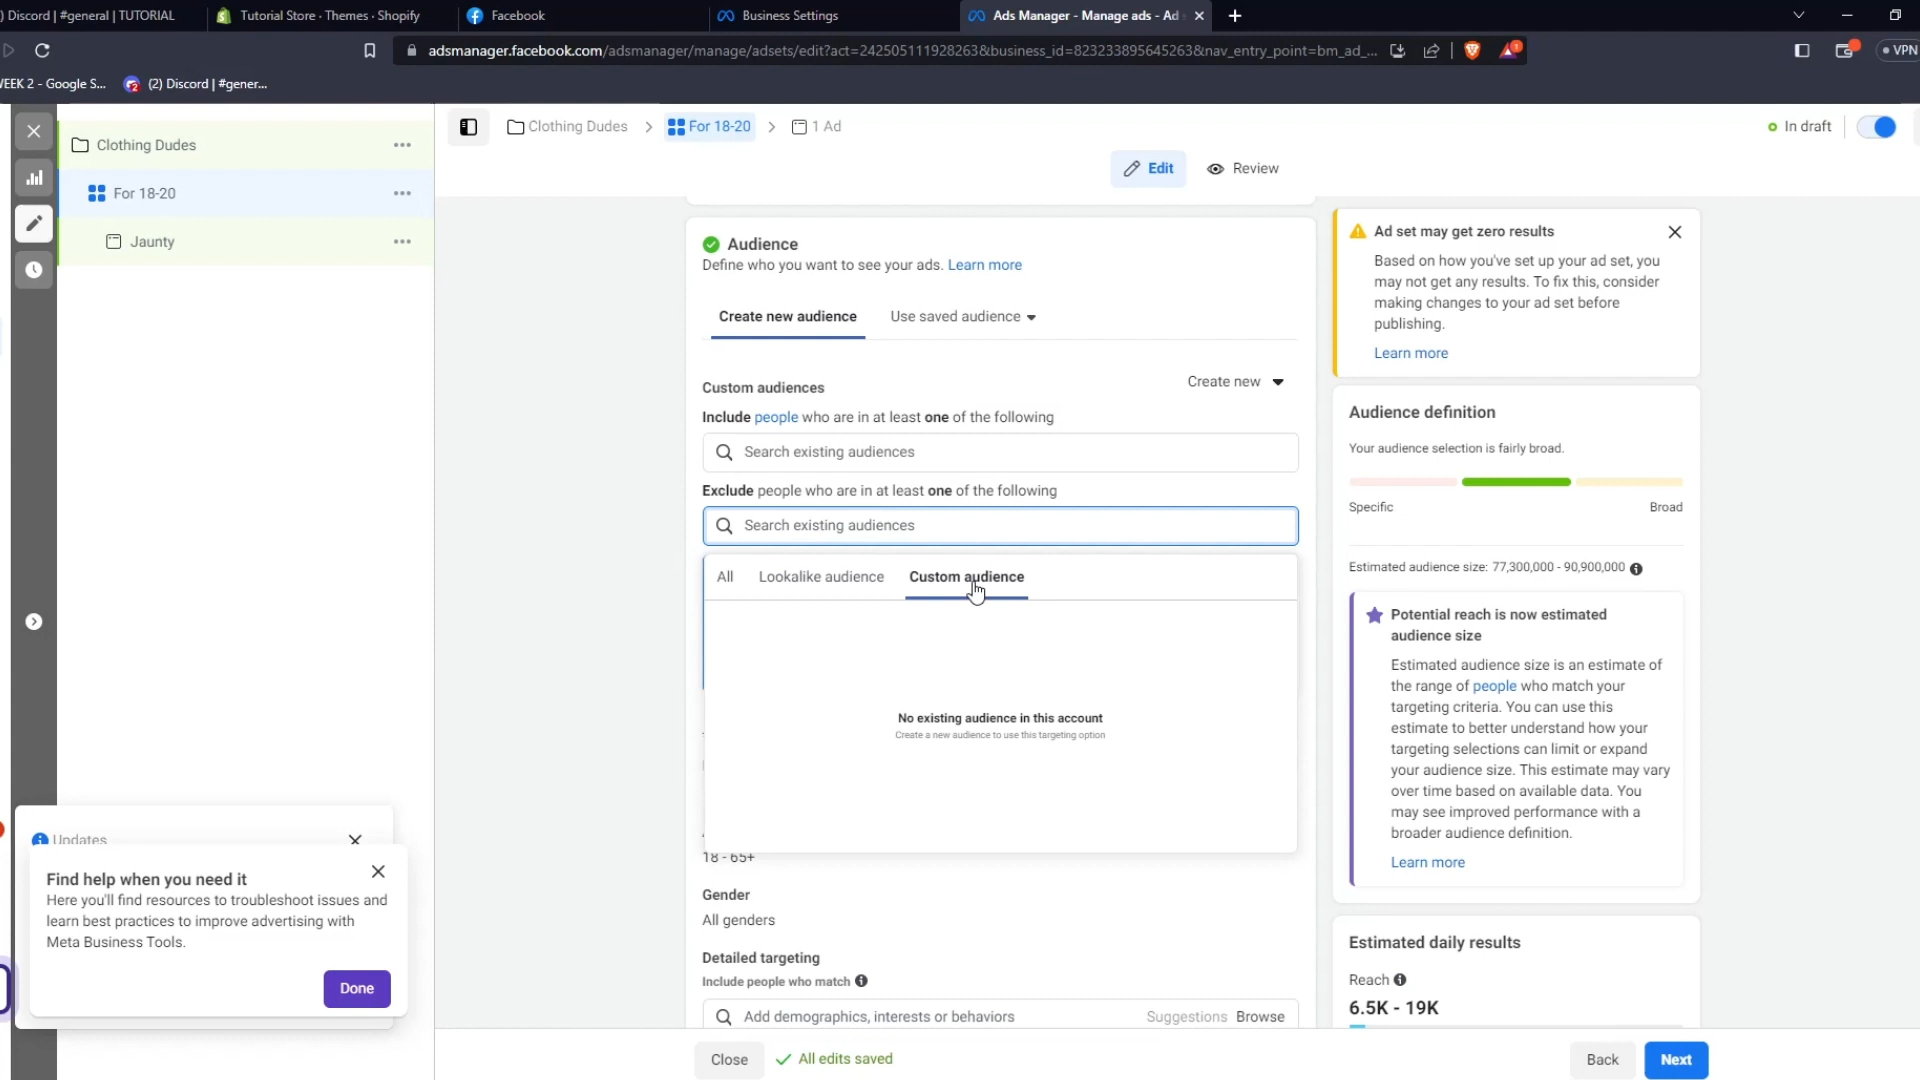 ) Discord | #general | TUTORIAL
Tutorial Store · Themes · Shopify
Facebook
Business Settings
Ads Manager - Manage ads - Ad
adsmanager.facebook.com/adsmanager/manage/adsets/edit?act=242505111928263&business_id=823233895645263&nav_entry_point=bm_ad_...
1
VPN
WEEK 2 - Google S...
(2) Discord | #gener...
Clothing Dudes
For 18-20
1 Ad
In draft
Edit
Review
Clothing Dudes
For 18-20
Jaunty
Audience
Define who you want to see your ads. Learn more
Create new audience
Use saved audience
Custom audiences
Create new
Include people who are in at least one of the following
Search existing audiences
Exclude people who are in at least one of the following
Search existing audiences
All
Lookalike audience
Custom audience
No existing audience in this account
Create a new audience to use this targeting option
18 - 65+
Gender
All genders
Detailed targeting
Include people who match
Add demographics, interests or behaviors
Suggestions
Browse
Close
All edits saved
Back
Next
Ad set may get zero results
Based on how you've set up your ad set, you
may not get any results. To fix this, consider
making changes to your ad set before
publishing.
Learn more
Audience definition
Your audience selection is fairly broad.
Specific
Broad
Estimated audience size: 77,300,000 - 90,900,000
Potential reach is now estimated
audience size
Estimated audience size is an estimate of
the range of people who match your
targeting criteria. You can use this
estimate to better understand how your
targeting selections can limit or expand
your audience size. This estimate may vary
over time based on available data. You
may see improved performance with a
broader audience definition.
Learn more
Estimated daily results
Reach
6.5K - 19K
Updates
Find help when you need it
Here you'll find resources to troubleshoot issues and
learn best practices to improve advertising with
Meta Business Tools.
Done